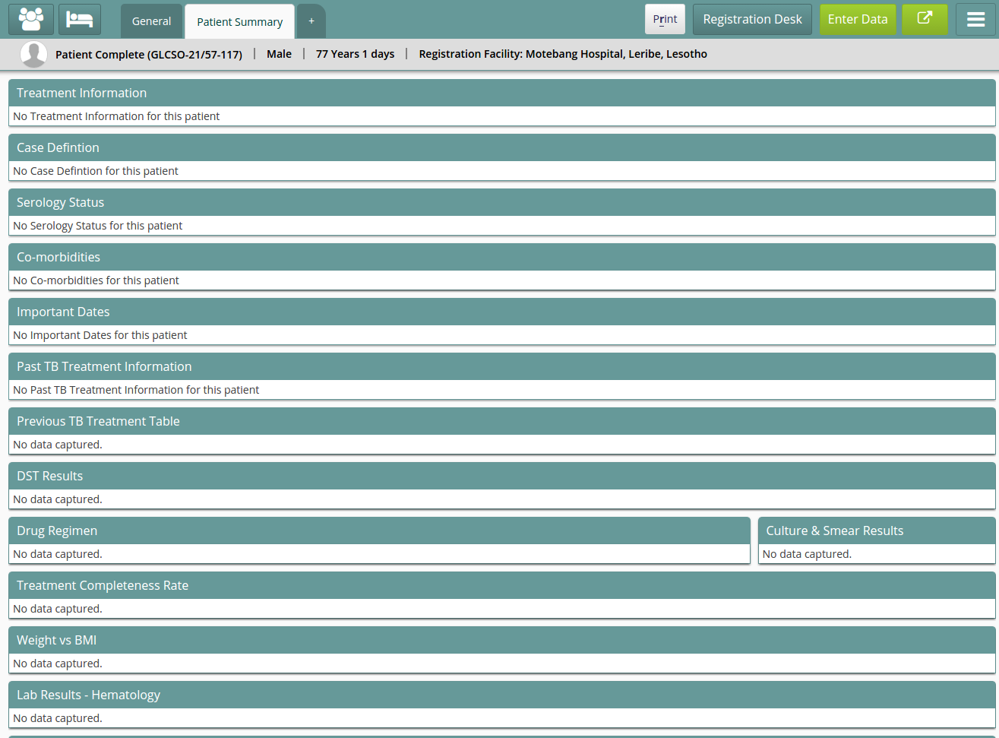 General
Patient Summary
+
Print
Registration Desk
Enter Data
Patient Complete (GLCSO-21/57-117) | Male | 77 Years 1 days | Registration Facility: Motebang Hospital, Leribe, Lesotho
Treatment Information
No Treatment Information for this patient
Case Defintion
No Case Defintion for this patient
Serology Status
No Serology Status for this patient
Co-morbidities
No Co-morbidities for this patient
Important Dates
No Important Dates for this patient
Past TB Treatment Information
No Past TB Treatment Information for this patient
Previous TB Treatment Table
No data captured.
DST Results
No data captured.
Drug Regimen
No data captured.
Culture & Smear Results
No data captured.
Treatment Completeness Rate
No data captured.
Weight vs BMI
No data captured.
Lab Results - Hematology
No data captured.